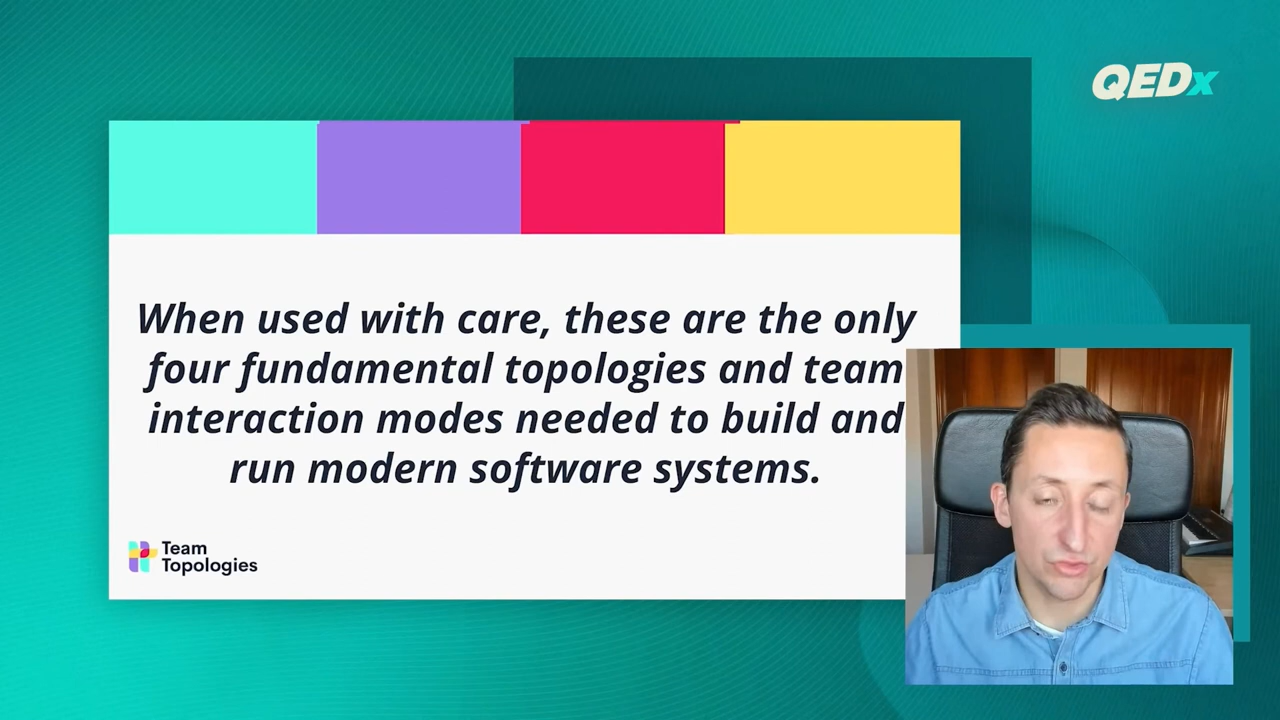 QEDx
When used with care, these are the only
four fundamental topologies and team
interaction modes needed to build and
run modern software systems.
Team
Topologies